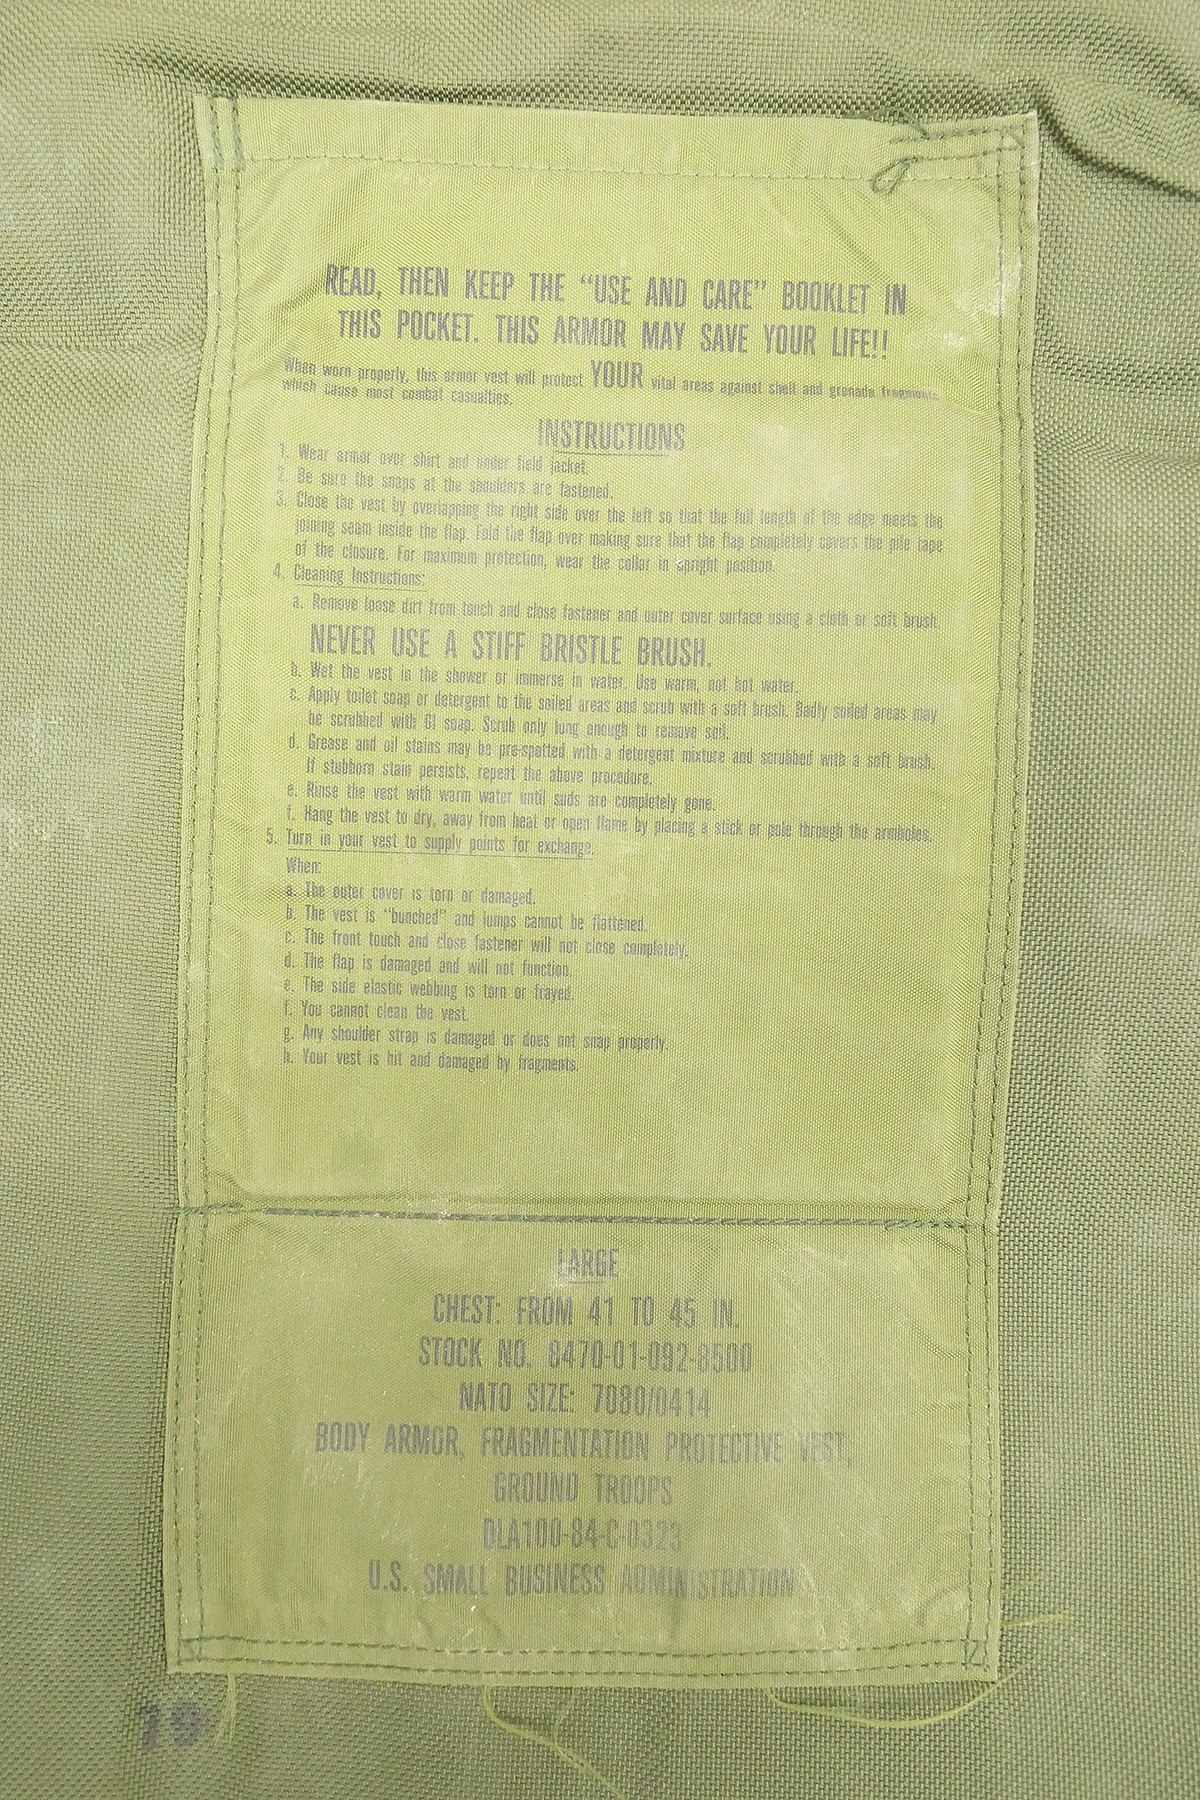 READ, THEN KEEP THE “USE AND CARE” BOOKLET IN
THIS POCKET. THIS ARMOR MAY SAVE YOUR LIFE!!
When worn properly, this armor vest will protect YOUR vital areas against shell and grenade fragments
which cause most combat casualties.
INSTRUCTIONS
1. Wear armor over shirt and under field jacket.
2. Be sure the snaps at the shoulders are fastened.
3. Close the vest by overlapping the right side over the left so that the full length of the edge meets the
joining seam inside the flap. Fold the flap over making sure that the flap completely covers the pile tape
of the closure. For maximum protection, wear the collar in upright position.
4. Cleaning Instructions:
a. Remove loose dirt from touch and close fastener and outer cover surface using a cloth or soft brush.
NEVER USE A STIFF BRISTLE BRUSH.
b. Wet the vest in the shower or immerse in water. Use warm, not hot water.
c. Apply toilet soap or detergent to the soiled areas and scrub with a soft brush. Badly soiled areas may
be scrubbed with GI soap. Scrub only long enough to remove soil.
d. Grease and oil stains may be pre-spotted with a detergent mixture and scrubbed with a soft brush.
If stubborn stain persists, repeat the above procedure.
e. Rinse the vest with warm water until suds are completely gone.
f. Hang the vest to dry, away from heat or open flame by placing a stick or pole through the armholes.
5. Turn in your vest to supply points for exchange.
When:
a. The outer cover is torn or damaged.
b. The vest is “bunched” and lumps cannot be flattened.
c. The front touch and close fastener will not close completely.
d. The flap is damaged and will not function.
e. The side elastic webbing is torn or frayed.
f. You cannot clean the vest.
g. Any shoulder strap is damaged or does not snap properly.
h. Your vest is hit and damaged by fragments.
LARGE
CHEST: FROM 41 TO 45 IN.
STOCK NO. 8470-01-092-8500
NATO SIZE: 7080/0414
BODY ARMOR, FRAGMENTATION PROTECTIVE VEST,
GROUND TROOPS
DLA100-84-C-0323
U.S. SMALL BUSINESS ADMINISTRATION
19